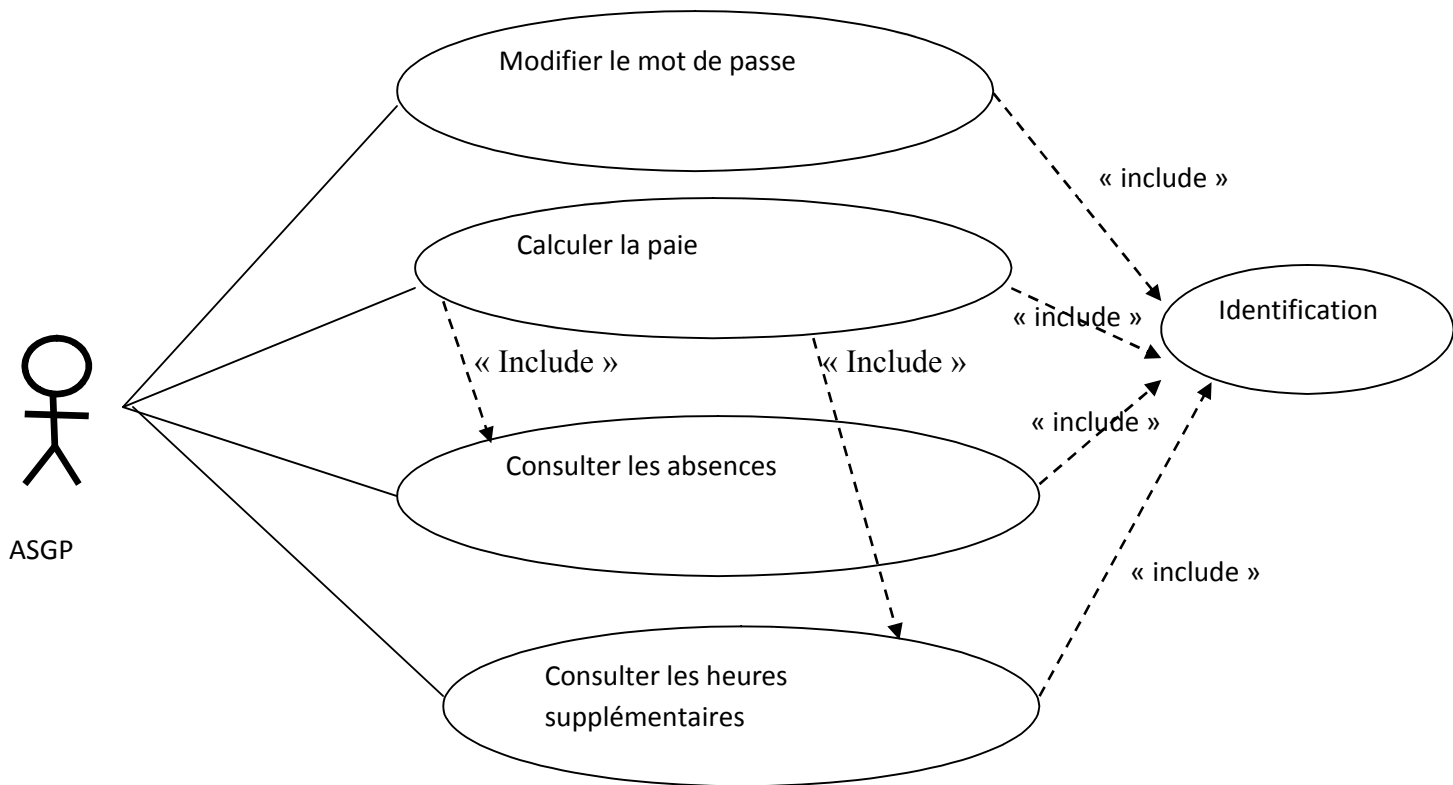 Modifier le mot de passe
« include »
Calculer la paie
Identification
« include »
« Include »
« Include »
« include »
Consulter les absences
ASGP
« include »
Consulter les heures
supplémentaires